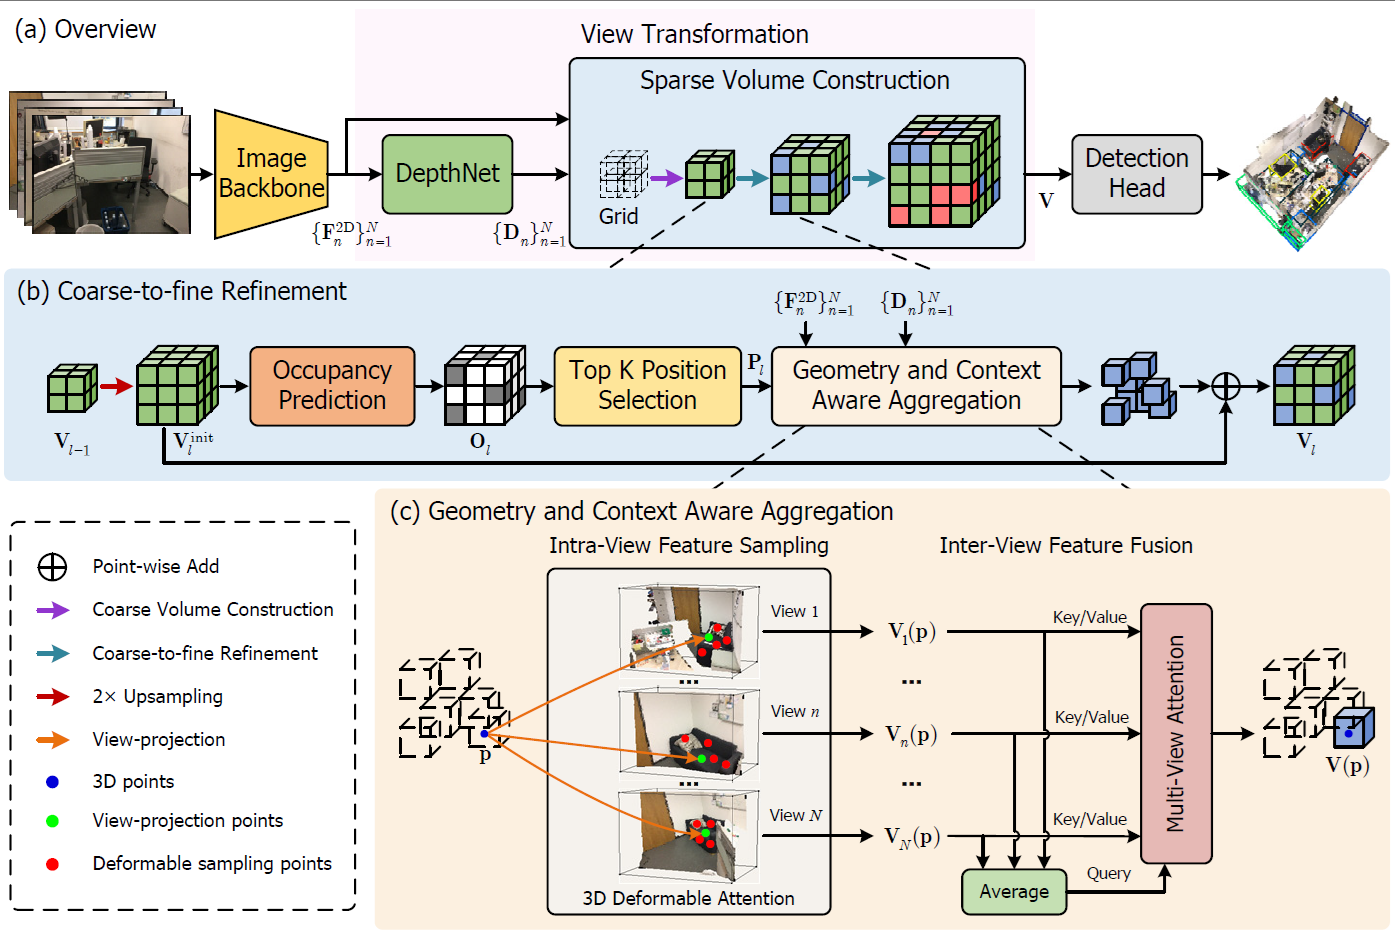 (a) Overview
View Transformation
Sparse Volume Construction
Image
Backbone
DepthNet
Grid
Detection
Head
{F_n^{2D}}_{n=1}^N
{D_n}_{n=1}^N
V
(b) Coarse-to-fine Refinement
{F_n^{2D}}_{n=1}^N
{D_n}_{n=1}^N
Occupancy
Prediction
Top K Position
Selection
P_l
Geometry and Context
Aware Aggregation
V_{l-1}
V_l^{init}
O_l
V_l
(c) Geometry and Context Aware Aggregation
Intra-View Feature Sampling
Inter-View Feature Fusion
Point-wise Add
Coarse Volume Construction
Coarse-to-fine Refinement
2× Upsampling
View-projection
3D points
View-projection points
Deformable sampling points
p
View 1
...
View n
...
View N
3D Deformable Attention
V_1(p)
...
V_n(p)
...
V_N(p)
Key/Value
Key/Value
Key/Value
Average
Query
Multi-View Attention
V(p)